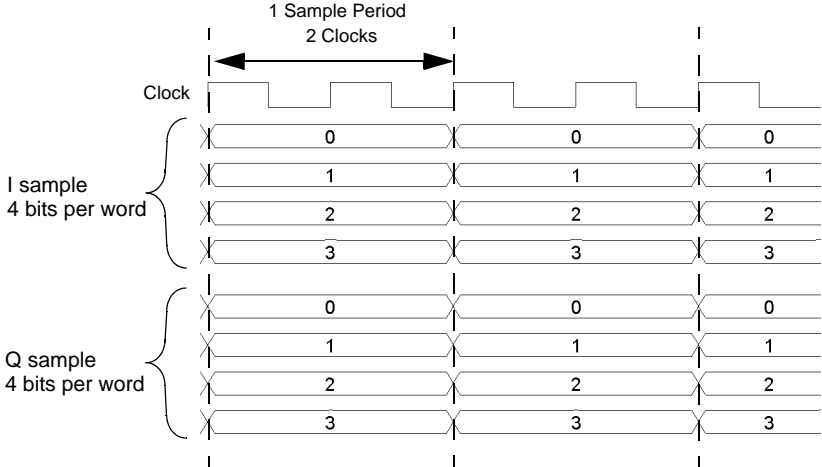 1 Sample Period
2 Clocks
Clock
I sample
4 bits per word
0 0 0
1 1 1
2 2 2
3 3 3
Q sample
4 bits per word
0 0 0
1 1 1
2 2 2
3 3 3